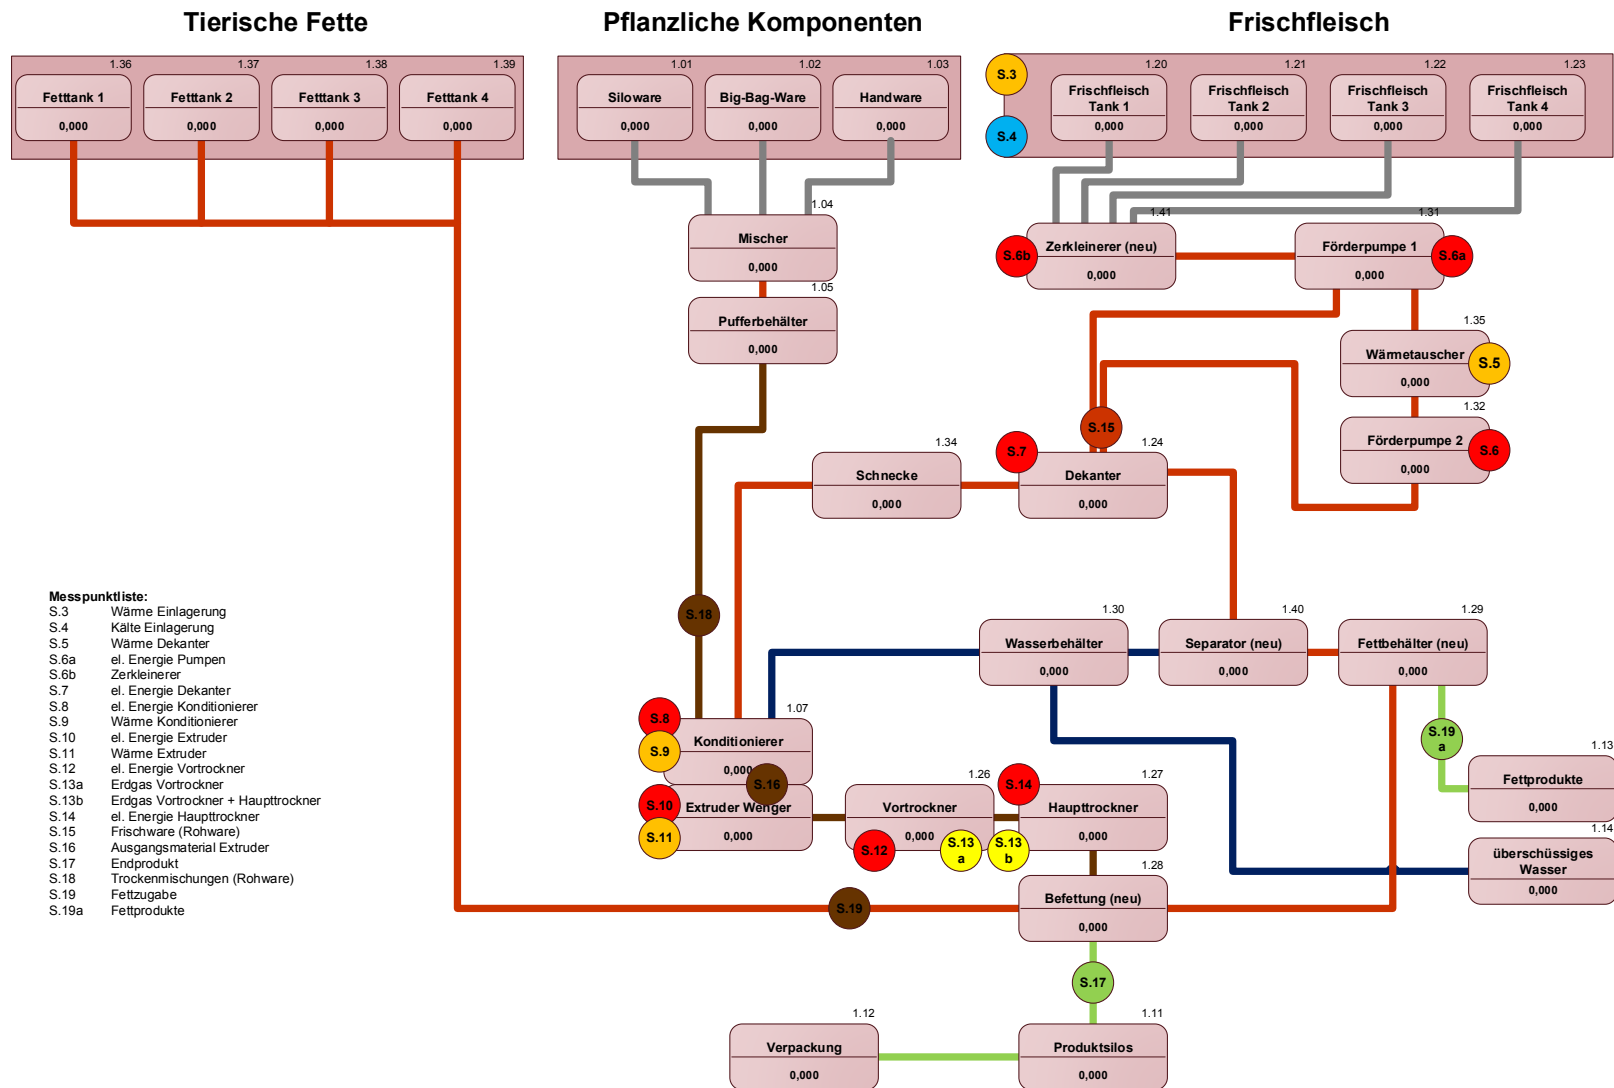 Tierische Fette
Pflanzliche Komponenten
Frischfleisch
1.36
1.37
1.38
1.39
Fetttank 1
0,000
Fetttank 2
0,000
Fetttank 3
0,000
Fetttank 4
0,000
1.01
1.02
1.03
Siloware
0,000
Big-Bag-Ware
0,000
Handware
0,000
1.20
1.21
1.22
1.23
S.3
S.4
Frischfleisch
Tank 1
0,000
Frischfleisch
Tank 2
0,000
Frischfleisch
Tank 3
0,000
Frischfleisch
Tank 4
0,000
1.04
Mischer
0,000
1.05
Pufferbehälter
0,000
1.41
S.6b
Zerkleinerer (neu)
0,000
1.31
Förderpumpe 1
0,000
S.6a
1.35
Wärmetauscher
0,000
S.5
1.32
Förderpumpe 2
0,000
S.6
S.15
1.34
Schnecke
0,000
S.7
1.24
Dekanter
0,000
S.18
1.30
Wasserbehälter
0,000
1.40
Separator (neu)
0,000
1.29
Fettbehälter (neu)
0,000
Messpunktliste:
S.3 Wärme Einlagerung
S.4 Kälte Einlagerung
S.5 Wärme Dekanter
S.6a el. Energie Pumpen
S.6b Zerkleinerer
S.7 el. Energie Dekanter
S.8 el. Energie Konditionierer
S.9 Wärme Konditionierer
S.10 el. Energie Extruder
S.11 Wärme Extruder
S.12 el. Energie Vortrockner
S.13a Erdgas Vortrockner
S.13b Erdgas Vortrockner + Haupttrockner
S.14 el. Energie Haupttrockner
S.15 Frischware (Rohware)
S.16 Ausgangsmaterial Extruder
S.17 Endprodukt
S.18 Trockenmischungen (Rohware)
S.19 Fettzugabe
S.19a Fettprodukte
S.8
S.9
1.07
Konditionierer
0,000
S.16
S.10
S.11
Extruder Wenger
0,000
1.26
Vortrockner
0,000
S.12
S.13
a
S.13
b
S.14
1.27
Haupttrockner
0,000
S.19
a
1.13
Fettprodukte
0,000
1.14
überschüssiges
Wasser
0,000
S.19
1.28
Befettung (neu)
0,000
S.17
1.12
Verpackung
0,000
1.11
Produktsilos
0,000